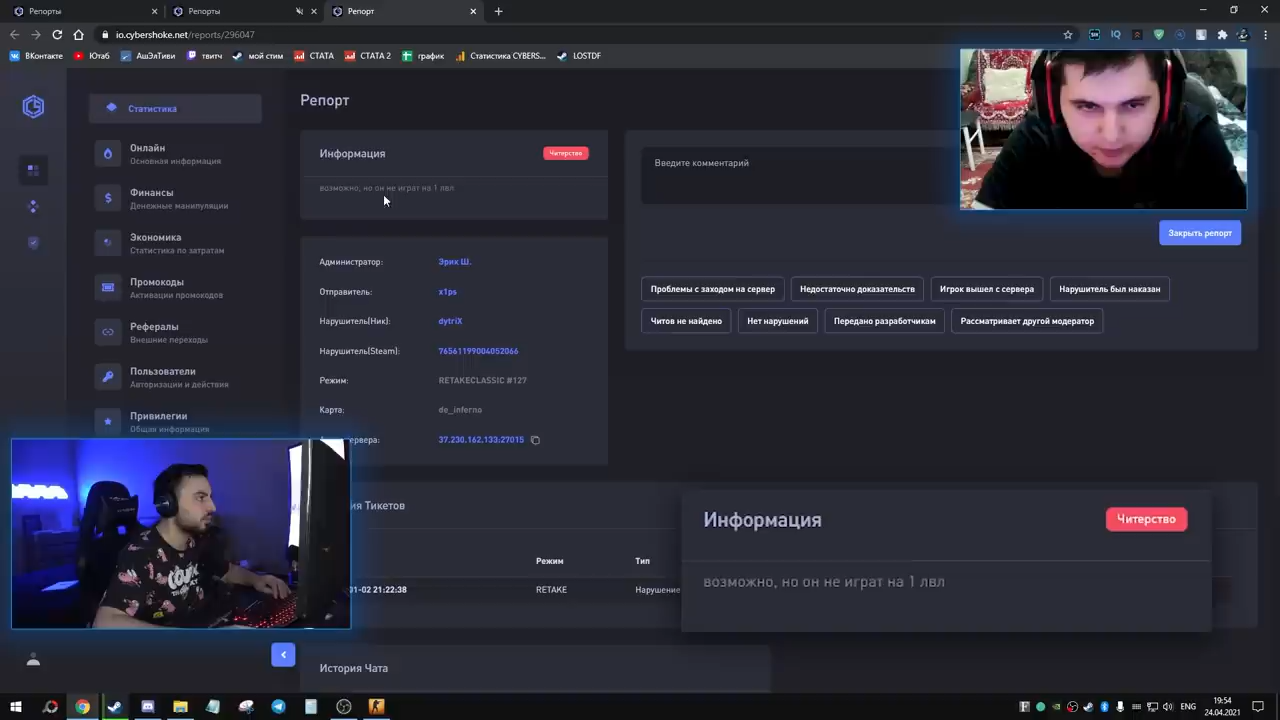 Репорты
Репорты
Репорт
io.cybershoke.net/reports/296047
ВКонтакте
Ютаб
АшЭлТиви
твитч
мой стим
СТАТА
СТАТА 2
график
Статистика CYBERS...
LOSTDF
Статистика
Онлайн
Основная информация
Финансы
Денежные манипуляции
Экономика
Статистика по затратам
Промокоды
Активации промокодов
Рефералы
Внешние переходы
Пользователи
Авторизации и действия
Привилегии
Общая информация
Репорт
Информация
Читерство
возможно, но он не играт на 1 лвл
Администратор:
Эрик Ш.
Отправитель:
x1ps
Нарушитель(Ник):
dytriX
Нарушитель(Steam):
76561199004052066
Режим:
RETAKECLASSIC #127
Карта:
de_inferno
сервера:
37.230.162.133:27015
Введите комментарий
Закрыть репорт
Проблемы с заходом на сервер
Недостаточно доказательств
Игрок вышел с сервера
Нарушитель был наказан
Читов не найдено
Нет нарушений
Передано разработчикам
Рассматривает другой модератор
Тикетов
Режим
Тип
01-02 21:22:38
RETAKE
Нарушение
Информация
Читерство
возможно, но он не играт на 1 лвл
История Чата
19:54
24.04.2021